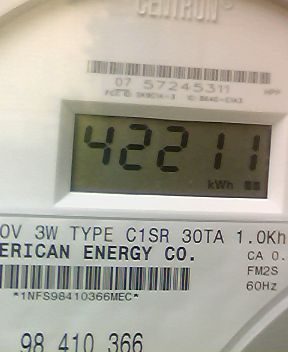 CENTRON®
07 57245311
42211
kWh
0V 3W TYPE C1SR 30TA 1.0Kh
ERICAN ENERGY CO.
CA 0.
FM2S
60Hz
*1NFS98410366MEC*
98 410 366